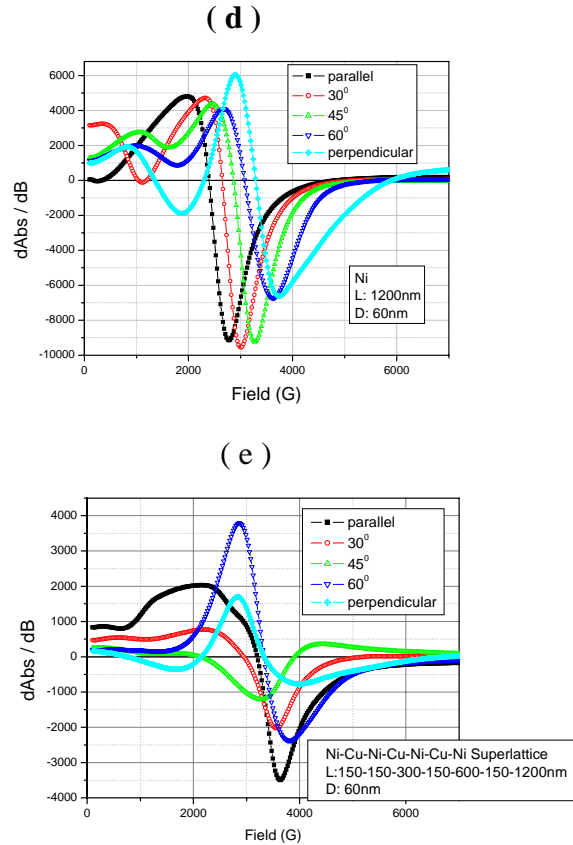 ( d )
6000
4000
2000
0
-2000
-4000
-6000
-8000
-10000
dAbs / dB
parallel
30⁰
45⁰
60⁰
perpendicular
Ni
L: 1200nm
D: 60nm
0 2000 4000 6000
Field (G)
( e )
4000
3000
2000
1000
0
-1000
-2000
-3000
-4000
dAbs / dB
parallel
30⁰
45⁰
60⁰
perpendicular
Ni-Cu-Ni-Cu-Ni-Cu-Ni Superlattice
L:150-150-300-150-600-150-1200nm
D: 60nm
0 2000 4000 6000
Field (G)